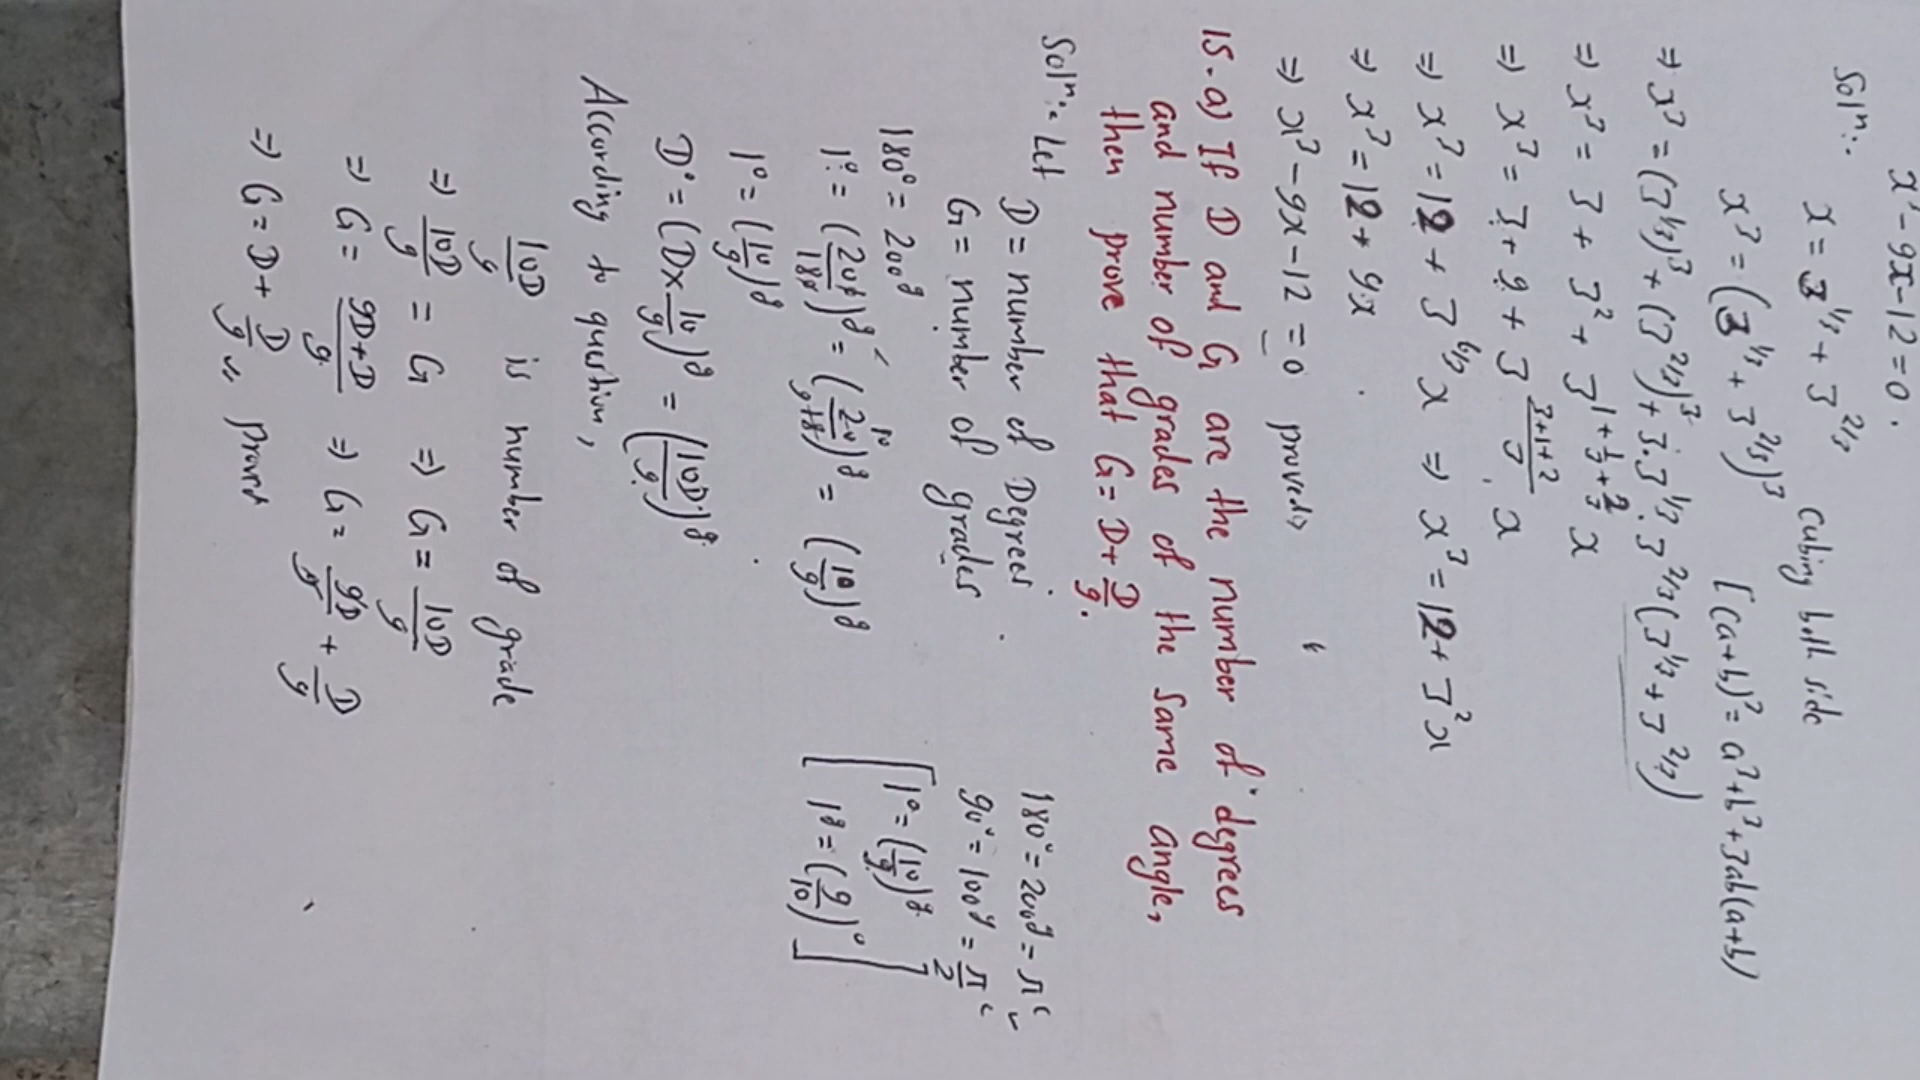 x³-9x-12=0.
Solⁿ:. x = 3^1/3 + 3^2/3 cubing both side
x³ = (3^1/3 + 3^2/3)³ [(a+b)³ = a³+b³+3ab(a+b)
⇒ x³ = (3^1/3)³ + (3^2/3)³ + 3.3^1/3.3^2/3(3^1/3 + 3^2/3)
⇒ x³ = 3 + 3² + 3^1+1/3+2/3 x
⇒ x³ = 3 + 9 + 3^(3+1+2)/3 . x
⇒ x³ = 12 + 3^6/3 x ⇒ x³ = 12 + 3²x
⇒ x³ = 12 + 9x
⇒ x³ - 9x - 12 = 0 proved
15. a) If D and G are the number of degrees
and number of grades of the same angle,
then prove that G = D + D/9.
Solⁿ:. Let
D = number of Degrees
180° = 200g = π^c
G = number of grades
90° = 100g = π^c/2
180° = 200g
[1° = (10/9)g
1° = (200/180)g = (20/9×18)g = (10/9)g
1g = (9/10)°]
1° = (10/9)g
D° = (D×10/9)g = (10D/9)g
According to question,
10D/9 is number of grade
⇒ 10D/9 = G ⇒ G = 10D/9
⇒ G = 9D+D/9 ⇒ G = 9D/9 + D/9
⇒ G = D + D/9 proved